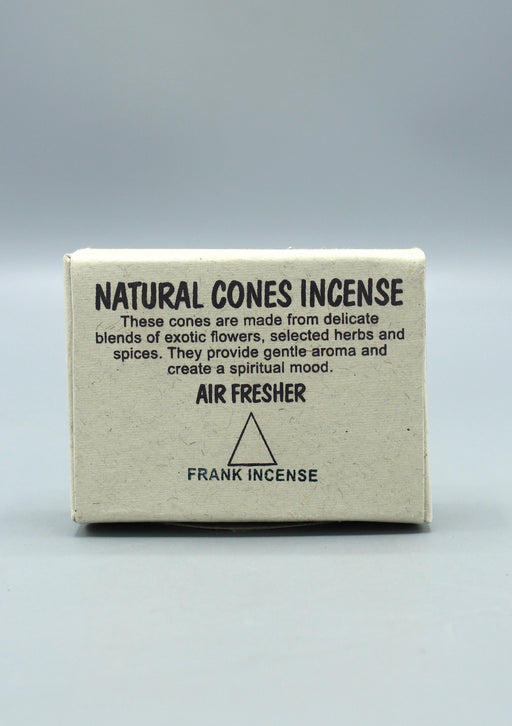 NATURAL CONES INCENSE
These cones are made from delicate
blends of exotic flowers, selected herbs and
spices. They provide gentle aroma and
create a spiritual mood.
AIR FRESHER
FRANK INCENSE